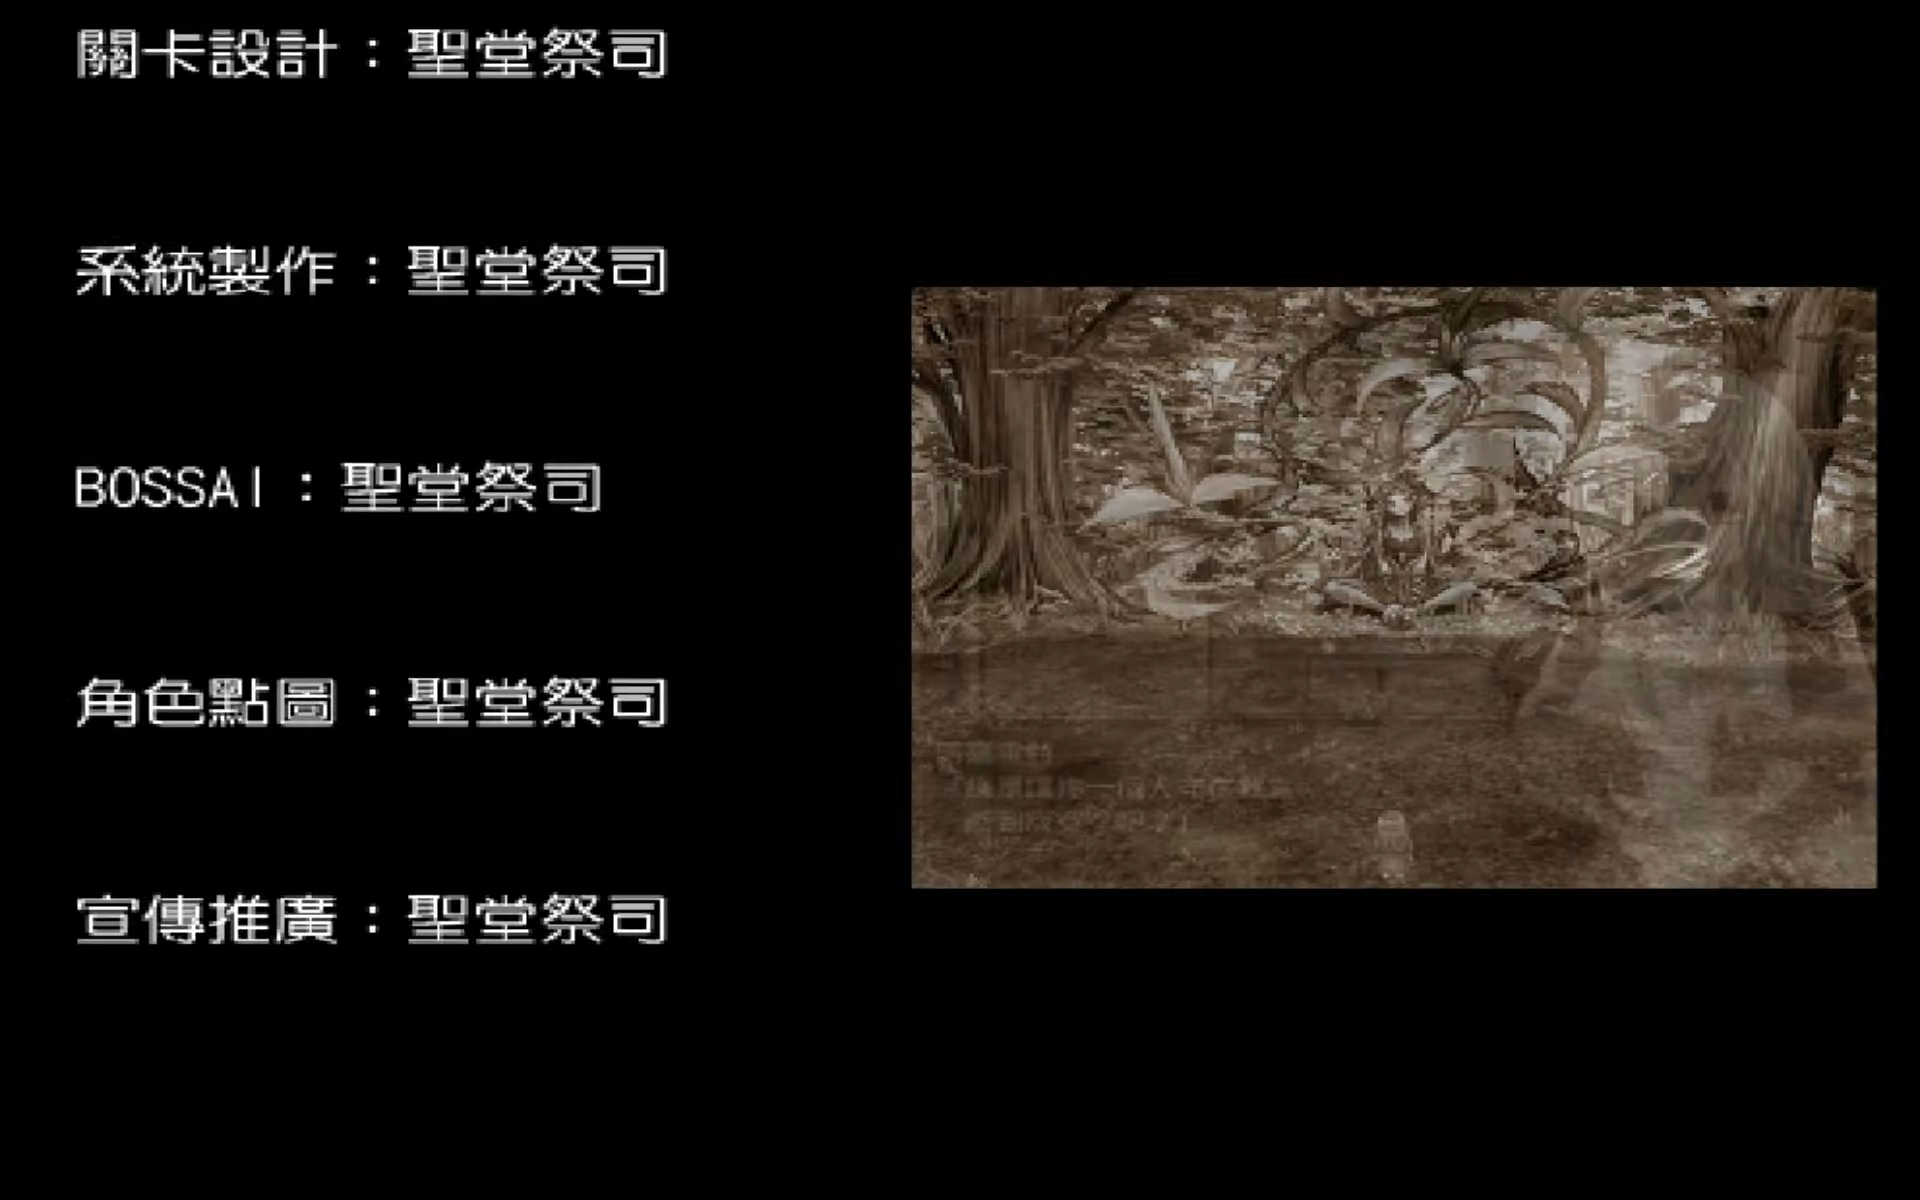 關卡設計：聖堂祭司
系統製作：聖堂祭司
BOSSAI：聖堂祭司
角色點圖：聖堂祭司
宣傳推廣：聖堂祭司